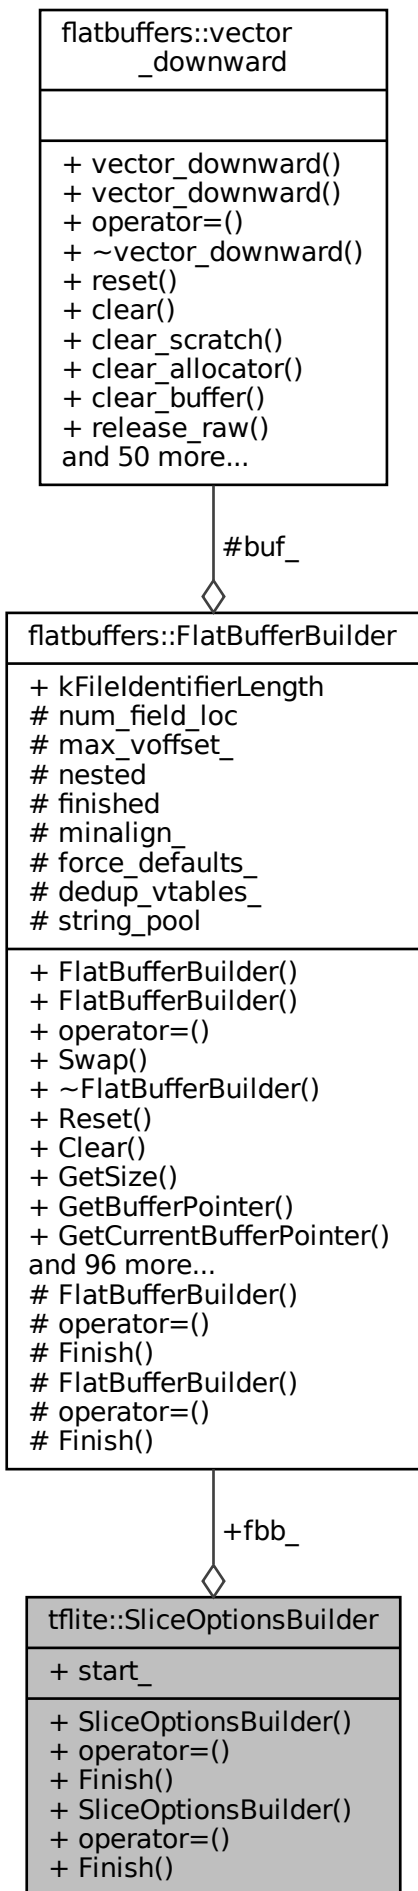 flatbuffers::vector
_downward
+ vector_downward()
+ vector_downward()
+ operator=()
+ ~vector_downward()
+ reset()
+ clear()
+ clear_scratch()
+ clear_allocator()
+ clear_buffer()
+ release_raw()
and 50 more...
#buf_
flatbuffers::FlatBufferBuilder
+ kFileIdentifierLength
# num_field_loc
# max_voffset_
# nested
# finished
# minalign_
# force_defaults_
# dedup_vtables_
# string_pool
+ FlatBufferBuilder()
+ FlatBufferBuilder()
+ operator=()
+ Swap()
+ ~FlatBufferBuilder()
+ Reset()
+ Clear()
+ GetSize()
+ GetBufferPointer()
+ GetCurrentBufferPointer()
and 96 more...
# FlatBufferBuilder()
# operator=()
# Finish()
# FlatBufferBuilder()
# operator=()
# Finish()
+fbb_
tflite::SliceOptionsBuilder
+ start_
+ SliceOptionsBuilder()
+ operator=()
+ Finish()
+ SliceOptionsBuilder()
+ operator=()
+ Finish()